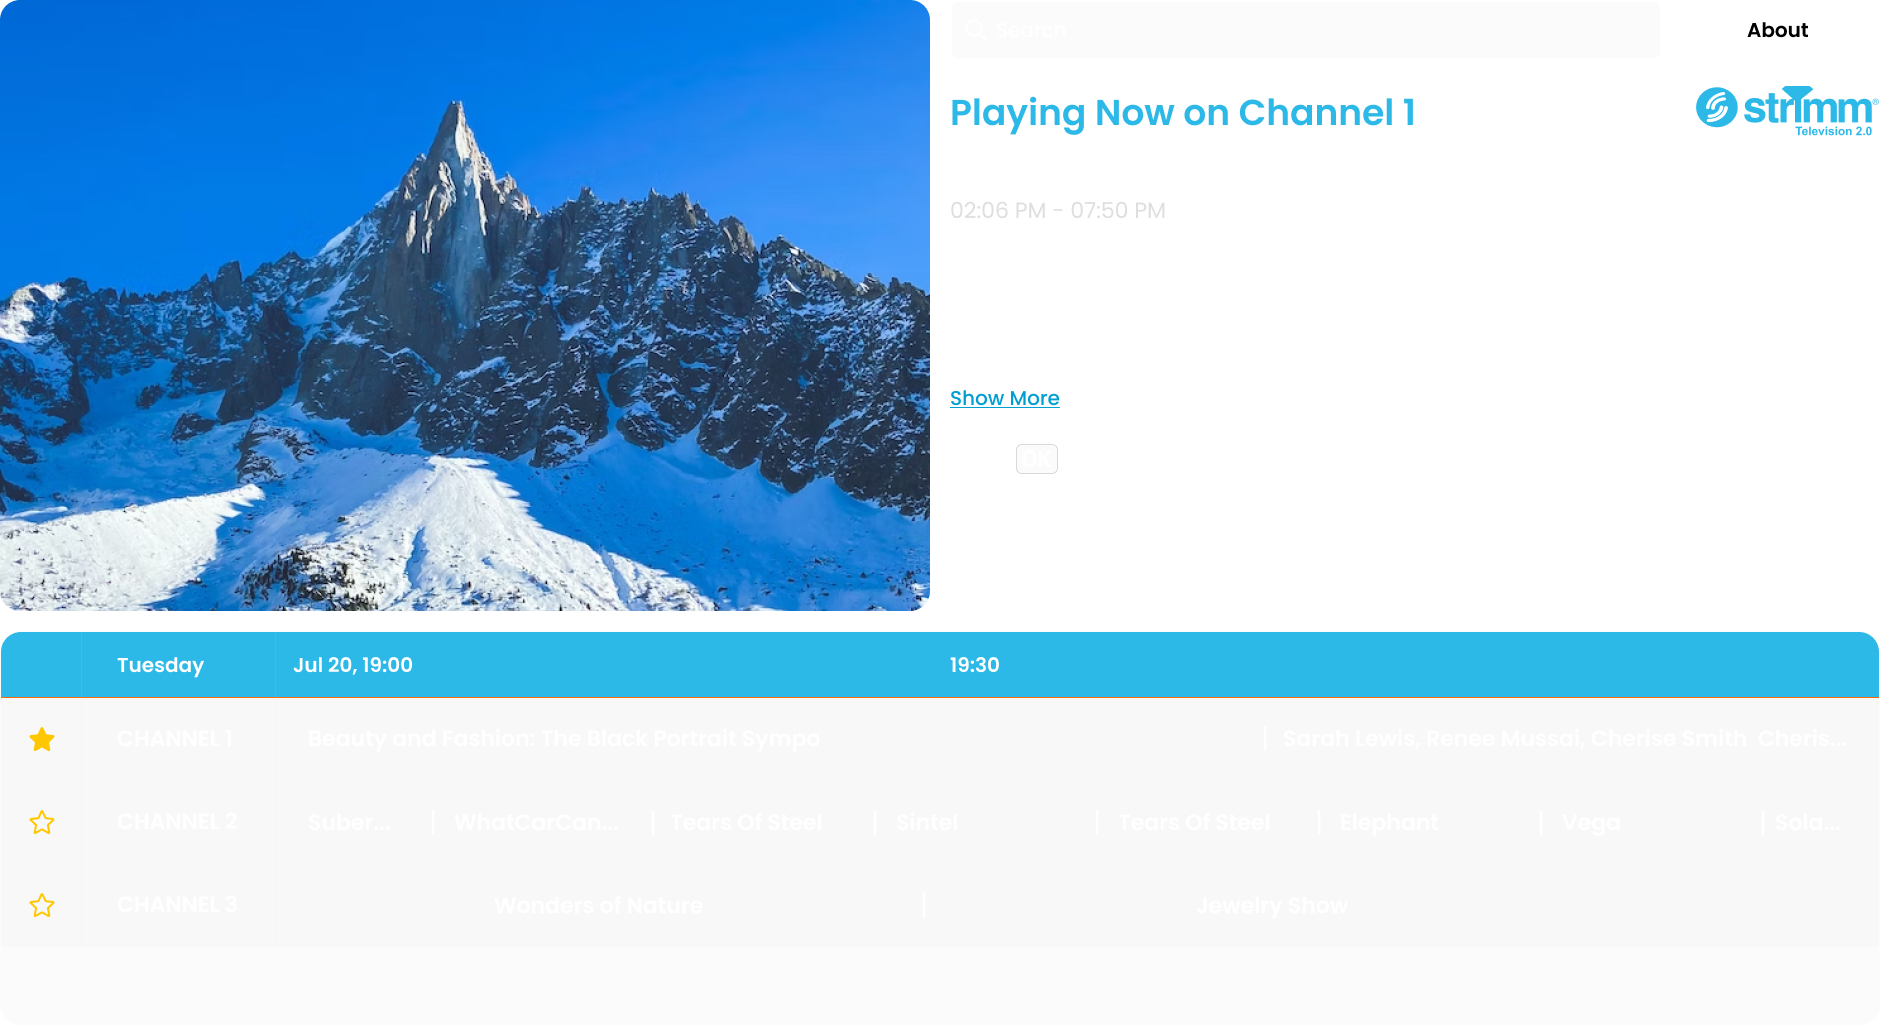 Search
About
Playing Now on Channel 1
strimm®
Television 2.0
02:06 PM - 07:50 PM
Show More
OK
Tuesday Jul 20, 19:00 19:30
CHANNEL 1 Beauty and Fashion: The Black Portrait Sympo Sarah Lewis, Renee Mussai, Cherise Smith Cheris...
CHANNEL 2 Suber... WhatCarCan... Tears Of Steel Sintel Tears Of Steel Elephant Vega Sola...
CHANNEL 3 Wonders of Nature Jewelry Show